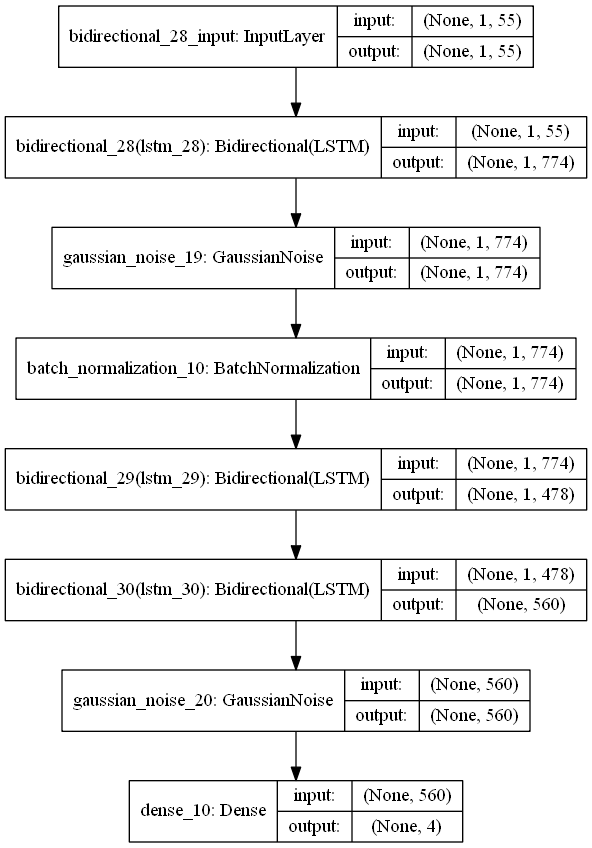 bidirectional_28_input: InputLayer
input: (None, 1, 55)
output: (None, 1, 55)
bidirectional_28(lstm_28): Bidirectional(LSTM)
input: (None, 1, 55)
output: (None, 1, 774)
gaussian_noise_19: GaussianNoise
input: (None, 1, 774)
output: (None, 1, 774)
batch_normalization_10: BatchNormalization
input: (None, 1, 774)
output: (None, 1, 774)
bidirectional_29(lstm_29): Bidirectional(LSTM)
input: (None, 1, 774)
output: (None, 1, 478)
bidirectional_30(lstm_30): Bidirectional(LSTM)
input: (None, 1, 478)
output: (None, 560)
gaussian_noise_20: GaussianNoise
input: (None, 560)
output: (None, 560)
dense_10: Dense
input: (None, 560)
output: (None, 4)